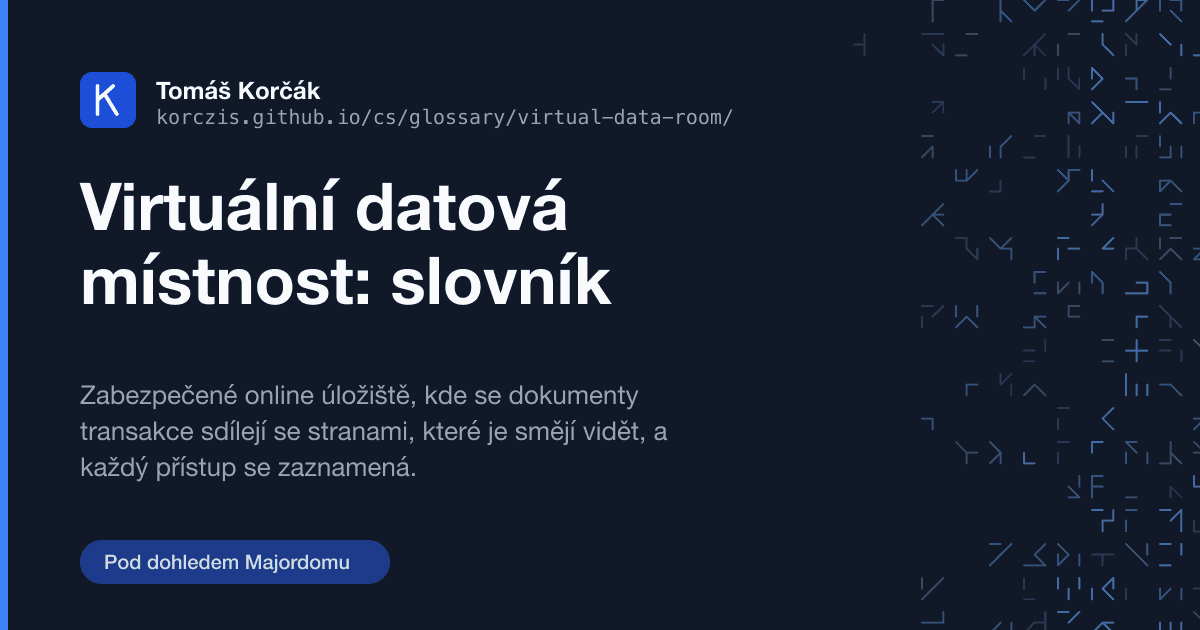 K
Tomáš Korčák
korczis.github.io/cs/glossary/virtual-data-room/
Virtuální datová
místnost: slovník
Zabezpečené online úložiště, kde se dokumenty
transakce sdílejí se stranami, které je smějí vidět, a
každý přístup se zaznamená.
Pod dohledem Majordomu